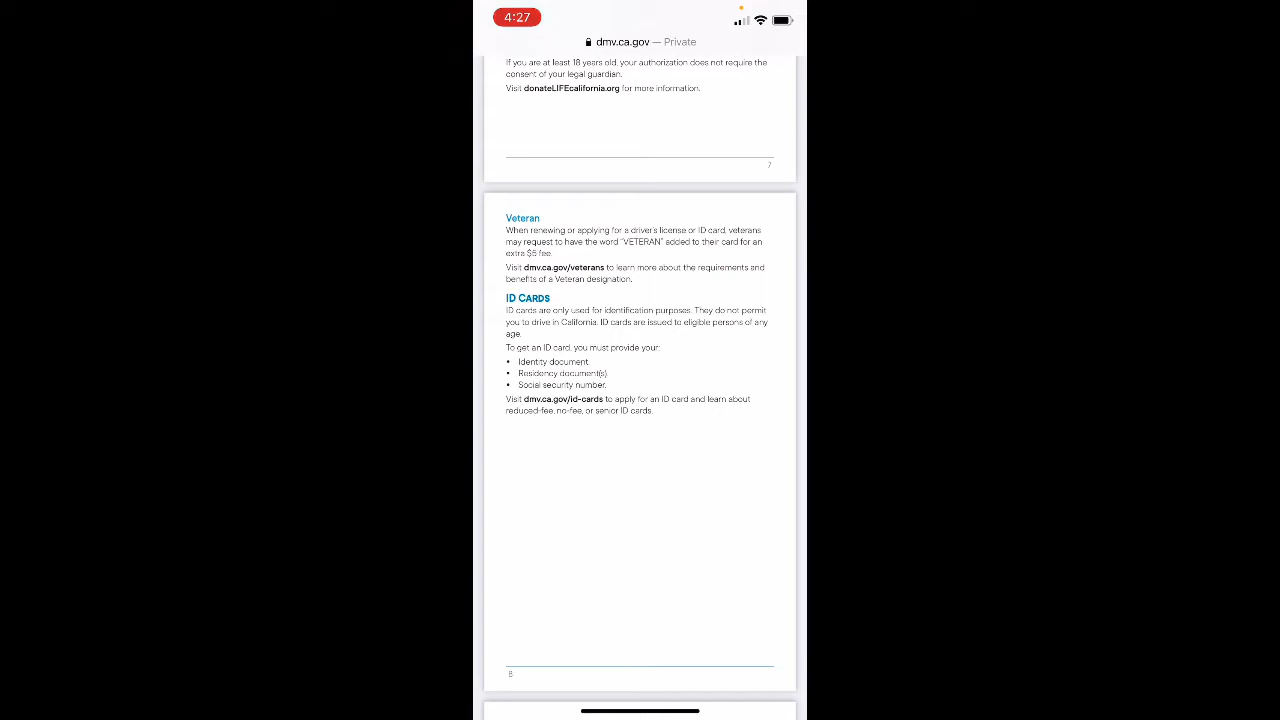 4:27
dmv.ca.gov — Private
If you are at least 18 years old, your authorization does not require the
consent of your legal guardian.
Visit donateLIFEcalifornia.org for more information.
7
Veteran
When renewing or applying for a driver's license or ID card, veterans
may request to have the word "VETERAN" added to their card for an
extra $5 fee.
Visit dmv.ca.gov/veterans to learn more about the requirements and
benefits of a Veteran designation.
ID CARDS
ID cards are only used for identification purposes. They do not permit
you to drive in California. ID cards are issued to eligible persons of any
age.
To get an ID card, you must provide your:
• Identity document.
• Residency document(s).
• Social security number.
Visit dmv.ca.gov/id-cards to apply for an ID card and learn about
reduced-fee, no-fee, or senior ID cards.
8